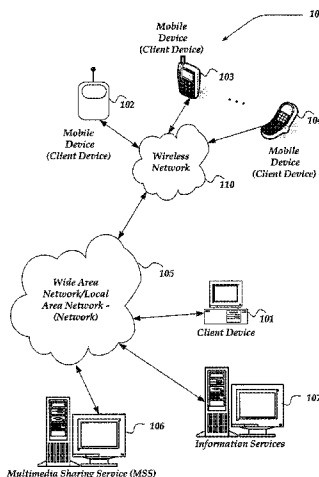 10
Mobile
Device
(Client Device)
103
102
104
Mobile
Device
(Client Device)
Wireless
Network
110
Mobile
Device
(Client Device)
Wide Area
Network/Local
Area Network -
(Network)
105
101
Client Device
106
107
Information Services
Multimedia Sharing Service (MSS)